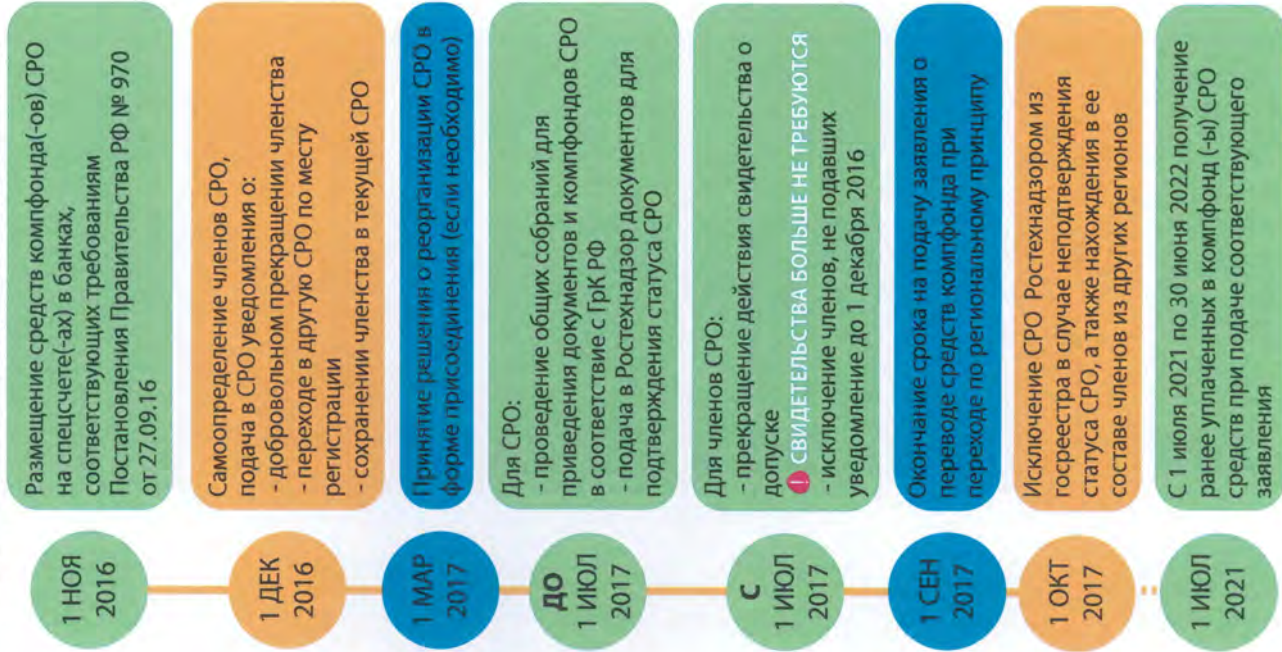 1 НОЯ
2016
Размещение средств компфонда(-ов) СРО
на спецсчете(-ах) в банках,
соответствующих требованиям
Постановления Правительства РФ № 970
от 27.09.16
1 ДЕК
2016
Самоопределение членов СРО,
подача в СРО уведомления о:
- добровольном прекращении членства
- переходе в другую СРО по месту
регистрации
- сохранении членства в текущей СРО
1 МАР
2017
Принятие решения о реорганизации СРО в
форме присоединения (если необходимо)
ДО
1 ИЮЛ
2017
Для СРО:
- проведение общих собраний для
приведения документов и компфондов СРО
в соответствие с ГрК РФ
- подача в Ростехнадзор документов для
подтверждения статуса СРО
С
1 ИЮЛ
2017
Для членов СРО:
- прекращение действия свидетельства о
допуске
! СВИДЕТЕЛЬСТВА БОЛЬШЕ НЕ ТРЕБУЮТСЯ
- исключение членов, не подавших
уведомление до 1 декабря 2016
1 СЕН
2017
Окончание срока на подачу заявления о
переводе средств компфонда при
переходе по региональному принципу
1 ОКТ
2017
Исключение СРО Ростехнадзором из
госреестра в случае неподтверждения
статуса СРО, а также нахождения в ее
составе членов из других регионов
1 ИЮЛ
2021
С 1 июля 2021 по 30 июня 2022 получение
ранее уплаченных в компфонд (-ы) СРО
средств при подаче соответствующего
заявления